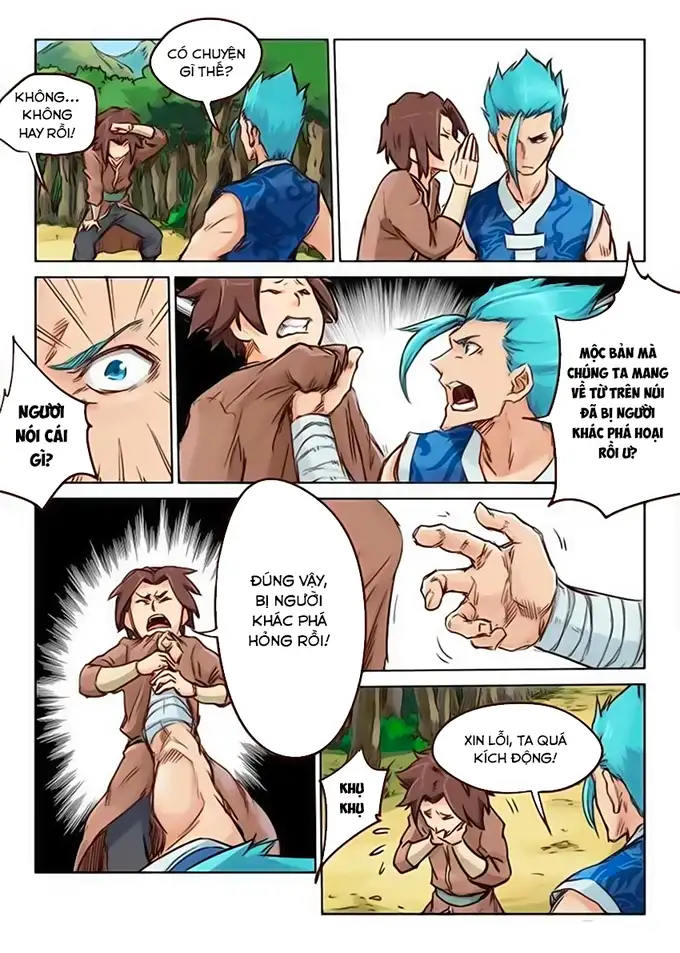 CÓ CHUYỆN
GÌ THẾ?
KHÔNG...
KHÔNG
HAY RỒI!
NGƯƠI
NÓI CÁI
GÌ?
MỘC BẢN MÀ
CHÚNG TA MANG
VỀ TỪ TRÊN NÚI
ĐÃ BỊ NGƯỜI
KHÁC PHÁ HOẠI
RỒI Ư?
ĐÚNG VẬY,
BỊ NGƯỜI
KHÁC PHÁ
HỎNG RỒI!
XIN LỖI, TA QUÁ
KÍCH ĐỘNG!
KHỤ
KHỤ